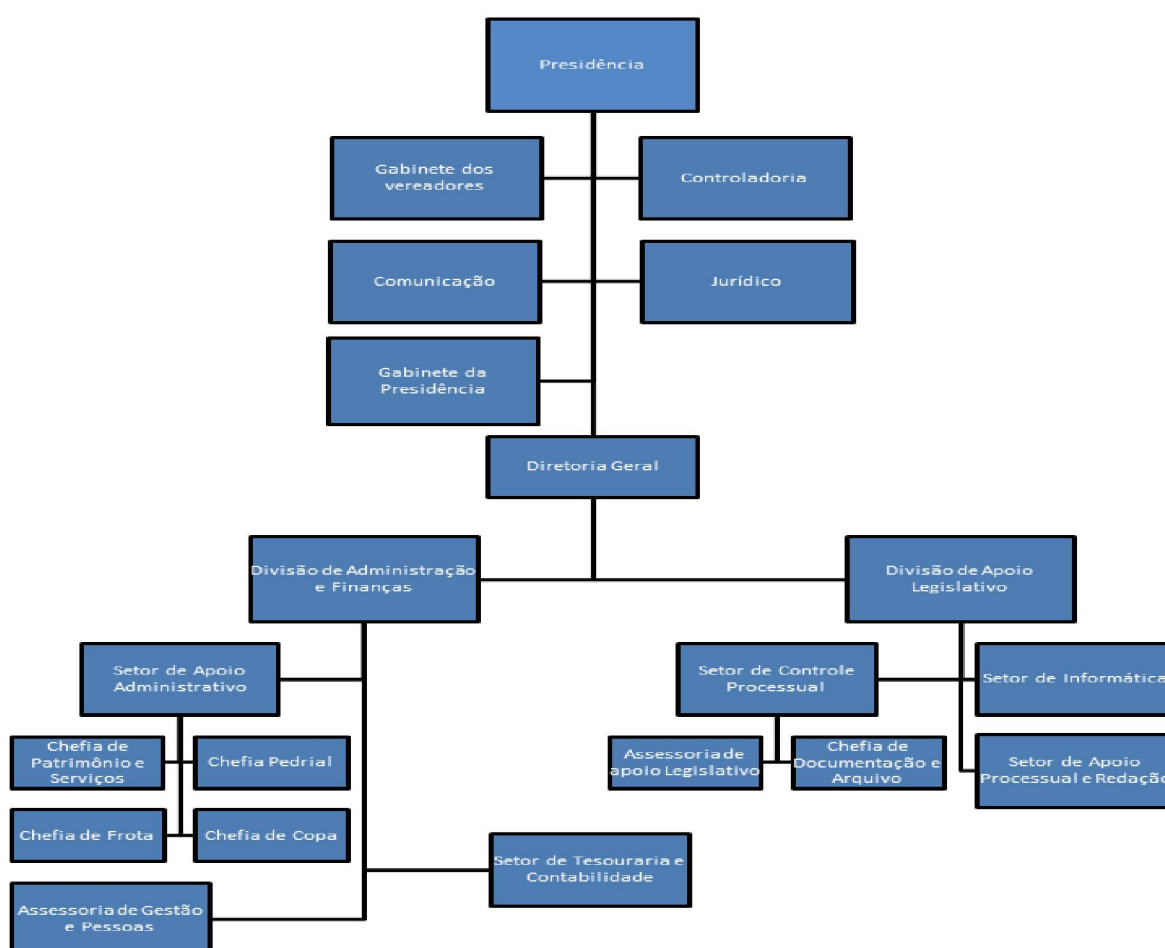 Presidência
Gabinete dos
vereadores
Controladoria
Comunicação
Jurídico
Gabinete da
Presidência
Diretoria Geral
Divisão de Administração
e Finanças
Divisão de Apoio
Legislativo
Setor de Apoio
Administrativo
Setor de Controle
Processual
Setor de Informática
Chefia de
Patrimônio e
Serviços
Chefia Pedrial
Assessoria de
apoio Legislativo
Chefia de
Documentação e
Arquivo
Setor de Apoio
Processual e Redação
Chefia de Frota
Chefia de Copa
Setor de Tesouraria e
Contabilidade
Assessoria de Gestão
e Pessoas